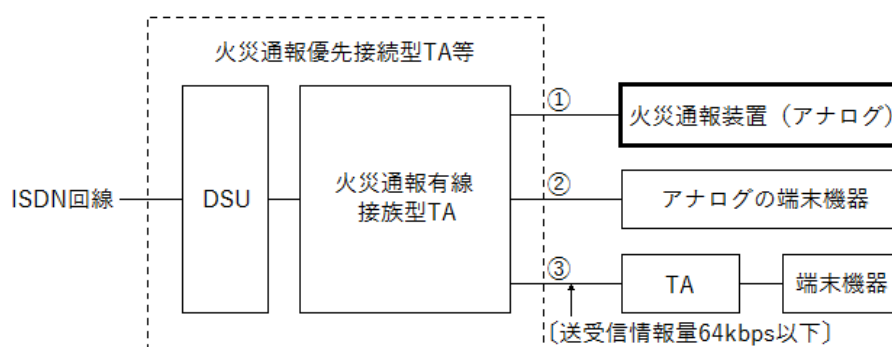 火災通報優先接続型TA等
①
火災通報装置（アナログ）
ISDN回線
DSU
火災通報有線
接族型TA
②
アナログの端末機器
③
TA
端末機器
〔送受信情報量64kbps以下〕